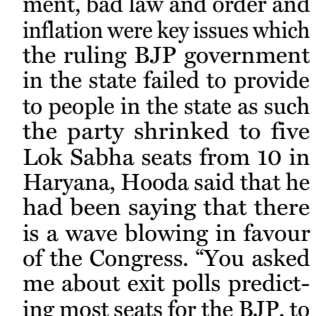 ment, bad law and order and
inflation were key issues which
the ruling BJP government
in the state failed to provide
to people in the state as such
the party shrinked to five
Lok Sabha seats from 10 in
Haryana, Hooda said that he
had been saying that there
is a wave blowing in favour
of the Congress. “You asked
me about exit polls predict-
ing most seats for the BJP, to